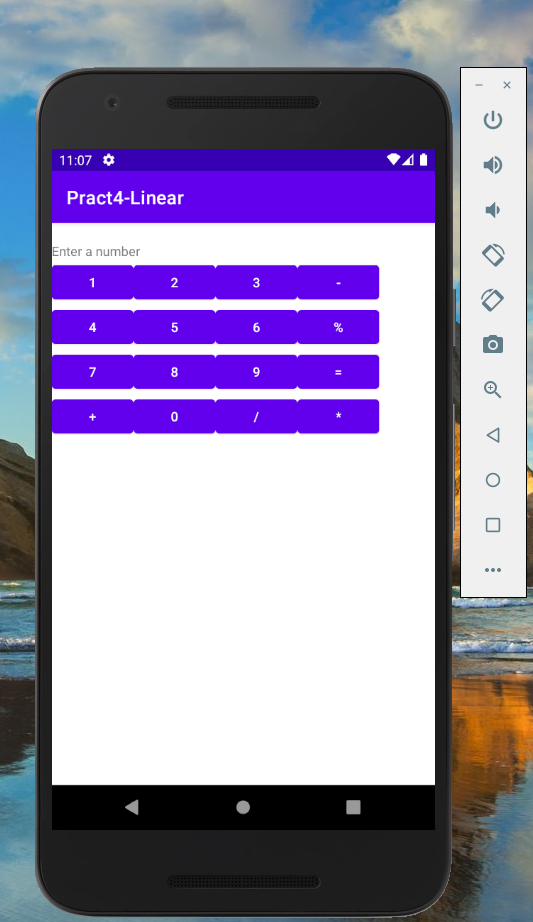 11:07
Pract4-Linear
Enter a number
1 2 3 -
4 5 6 %
7 8 9 =
+ 0 / *